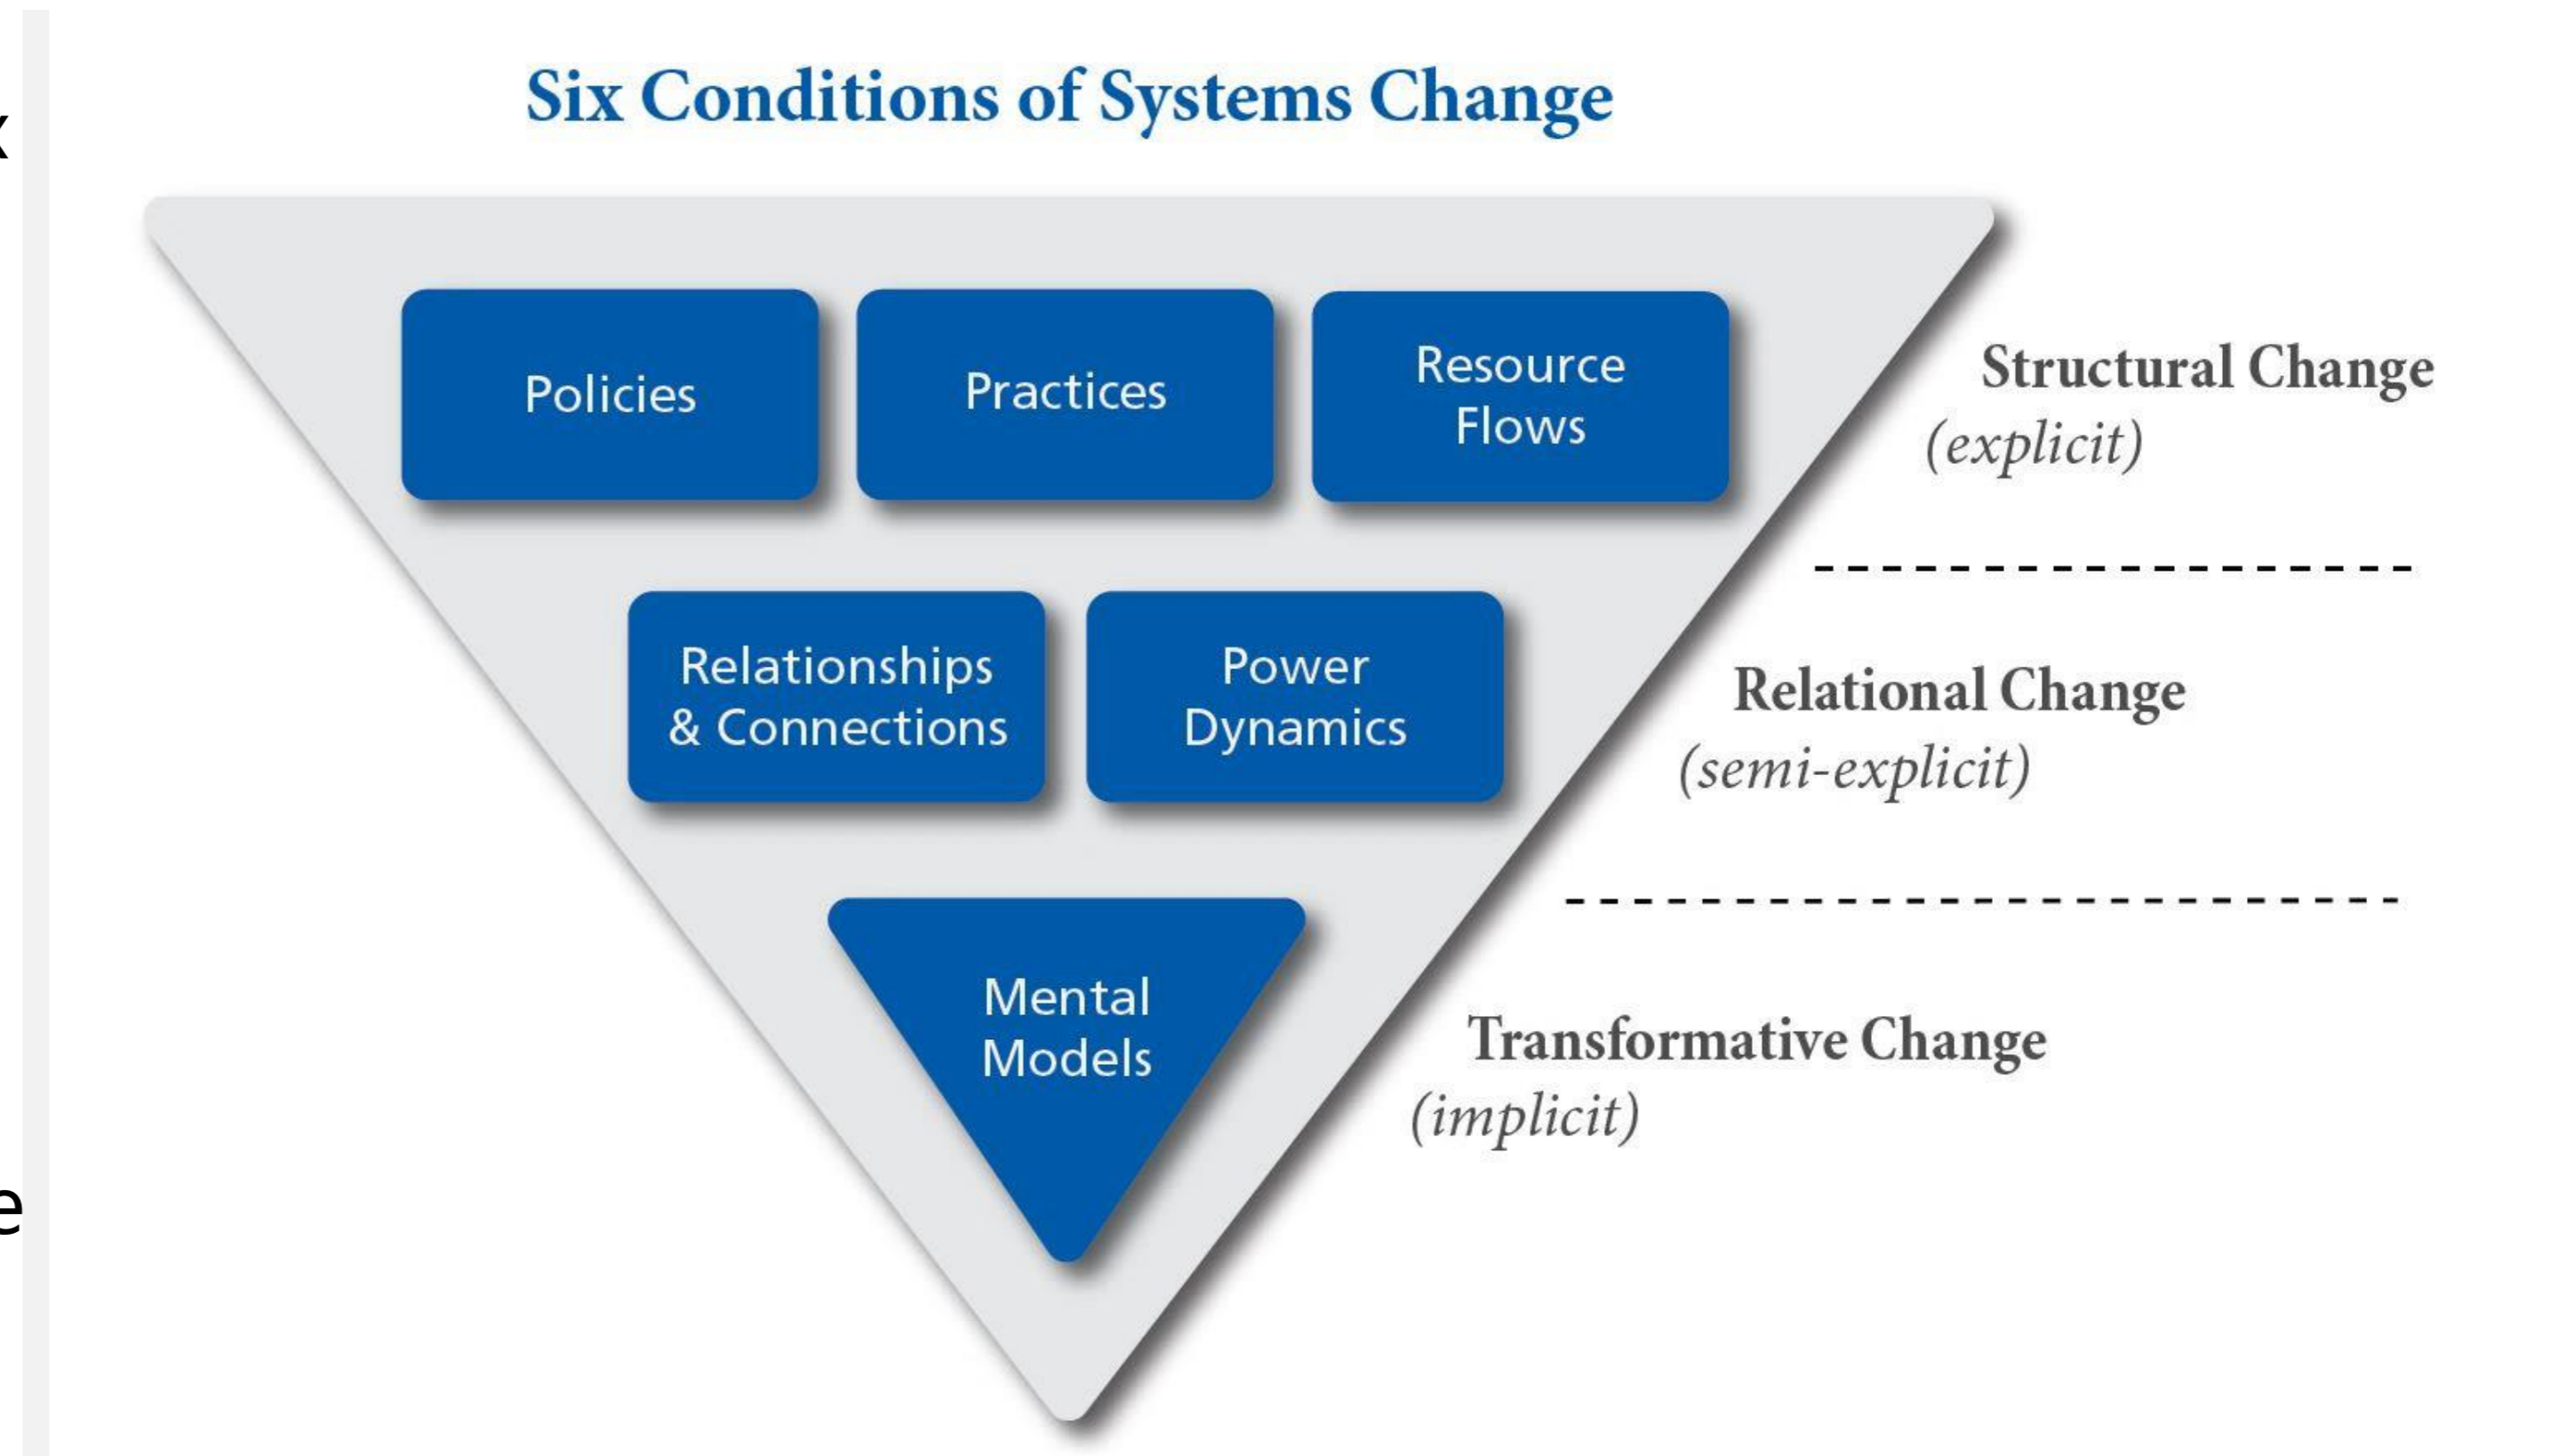 x
Six Conditions of Systems Change
Policies
Practices
Resource
Flows
Structural Change
(explicit)
Relationships
& Connections
Power
Dynamics
Relational Change
(semi-explicit)
Mental
Models
Transformative Change
(implicit)
e